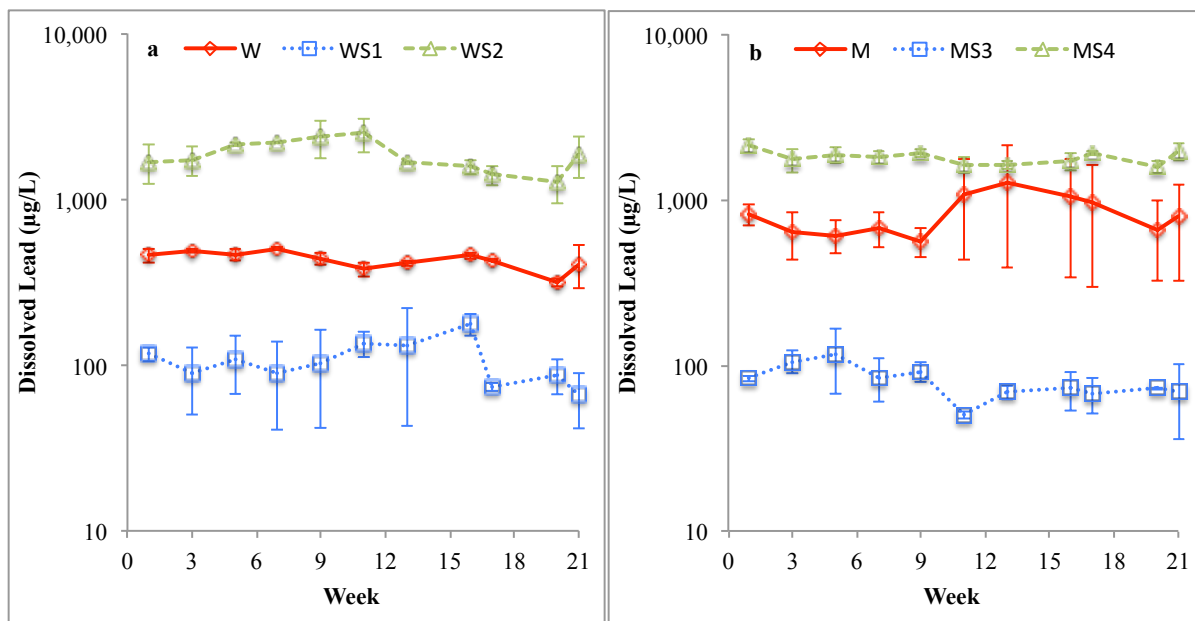 10,000
a
W
WS1
WS2
1,000
100
10
Dissolved Lead (µg/L)
0 3 6 9 12 15 18 21
Week
10,000
b
M
MS3
MS4
1,000
100
10
Dissolved Lead (µg/L)
0 3 6 9 12 15 18 21
Week